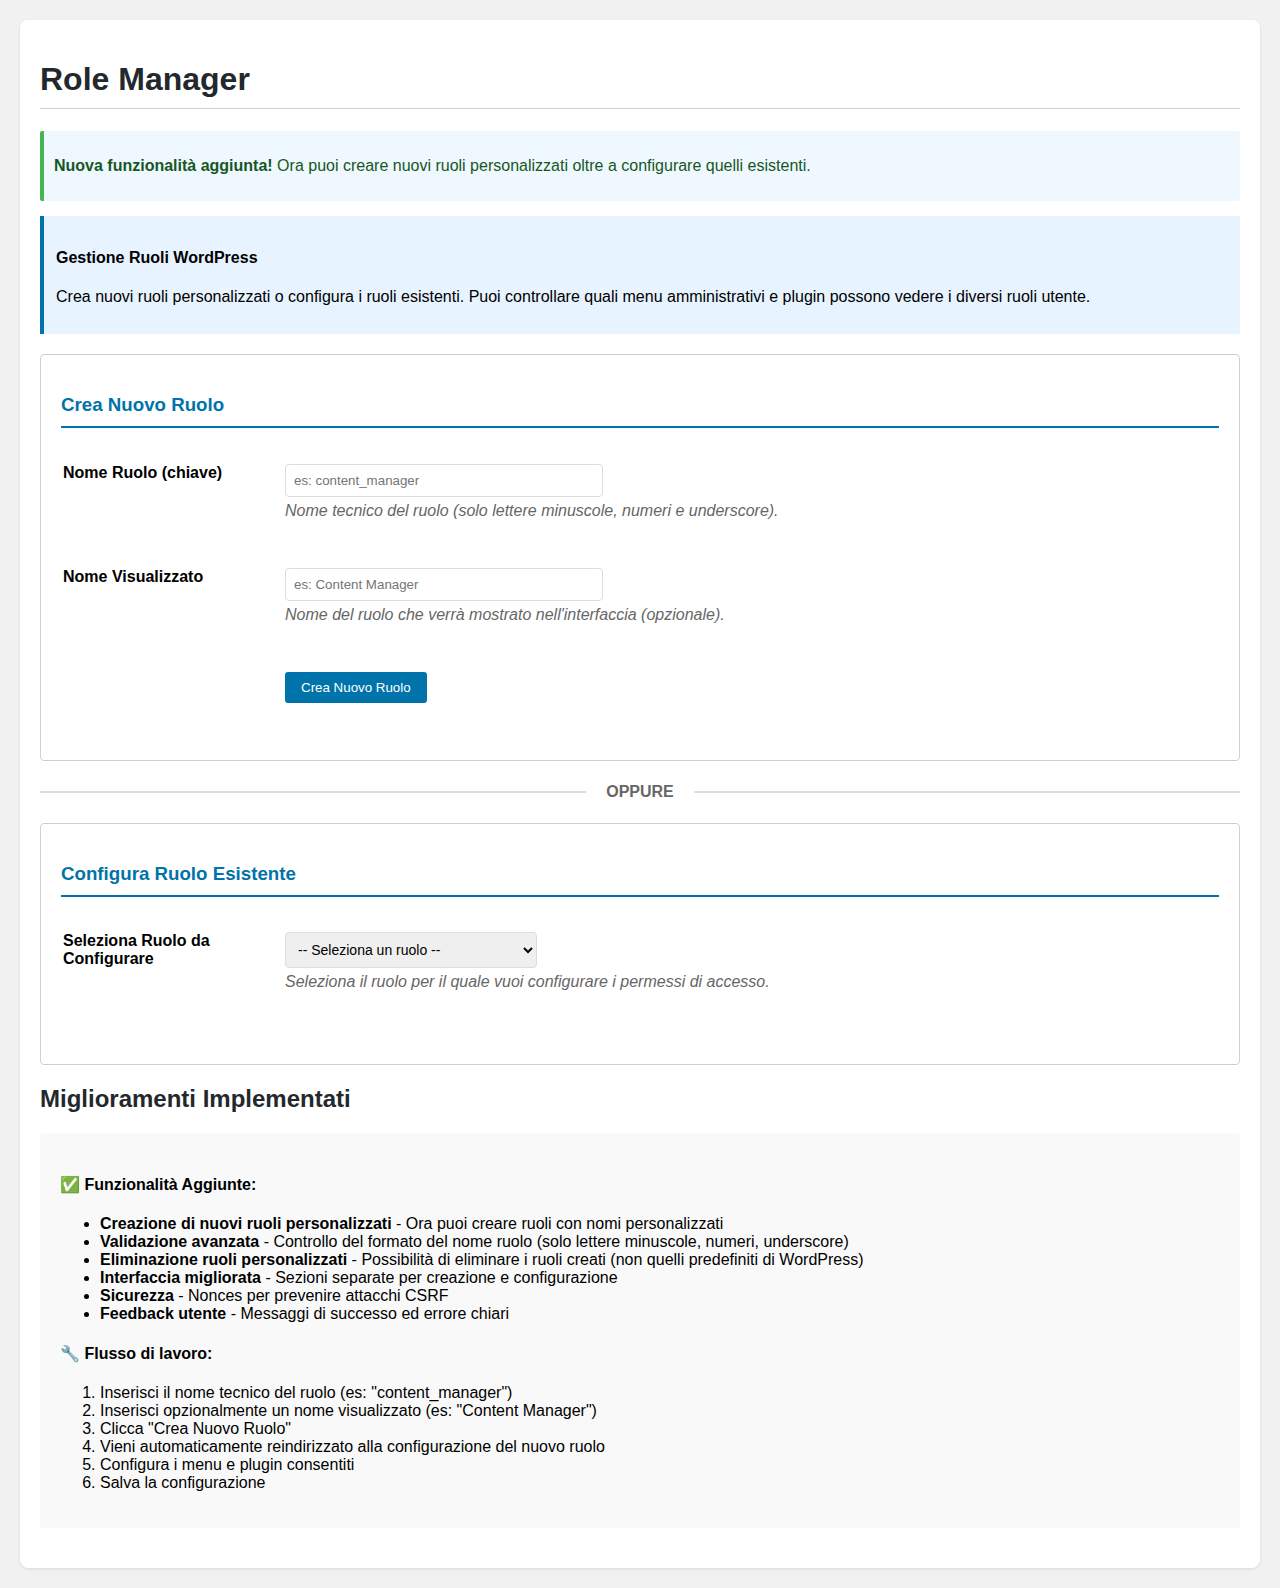 Role Manager
Nuova funzionalità aggiunta! Ora puoi creare nuovi ruoli personalizzati oltre a configurare quelli esistenti.
Gestione Ruoli WordPress
Crea nuovi ruoli personalizzati o configura i ruoli esistenti. Puoi controllare quali menu amministrativi e plugin possono vedere i diversi ruoli utente.
Crea Nuovo Ruolo
Nome Ruolo (chiave)
es: content_manager
Nome tecnico del ruolo (solo lettere minuscole, numeri e underscore).
Nome Visualizzato
es: Content Manager
Nome del ruolo che verrà mostrato nell'interfaccia (opzionale).
Crea Nuovo Ruolo
OPPURE
Configura Ruolo Esistente
Seleziona Ruolo da
Configurare
-- Seleziona un ruolo --
Seleziona il ruolo per il quale vuoi configurare i permessi di accesso.
Miglioramenti Implementati
✅ Funzionalità Aggiunte:
• Creazione di nuovi ruoli personalizzati - Ora puoi creare ruoli con nomi personalizzati
• Validazione avanzata - Controllo del formato del nome ruolo (solo lettere minuscole, numeri, underscore)
• Eliminazione ruoli personalizzati - Possibilità di eliminare i ruoli creati (non quelli predefiniti di WordPress)
• Interfaccia migliorata - Sezioni separate per creazione e configurazione
• Sicurezza - Nonces per prevenire attacchi CSRF
• Feedback utente - Messaggi di successo ed errore chiari
🔧 Flusso di lavoro:
1. Inserisci il nome tecnico del ruolo (es: "content_manager")
2. Inserisci opzionalmente un nome visualizzato (es: "Content Manager")
3. Clicca "Crea Nuovo Ruolo"
4. Vieni automaticamente reindirizzato alla configurazione del nuovo ruolo
5. Configura i menu e plugin consentiti
6. Salva la configurazione